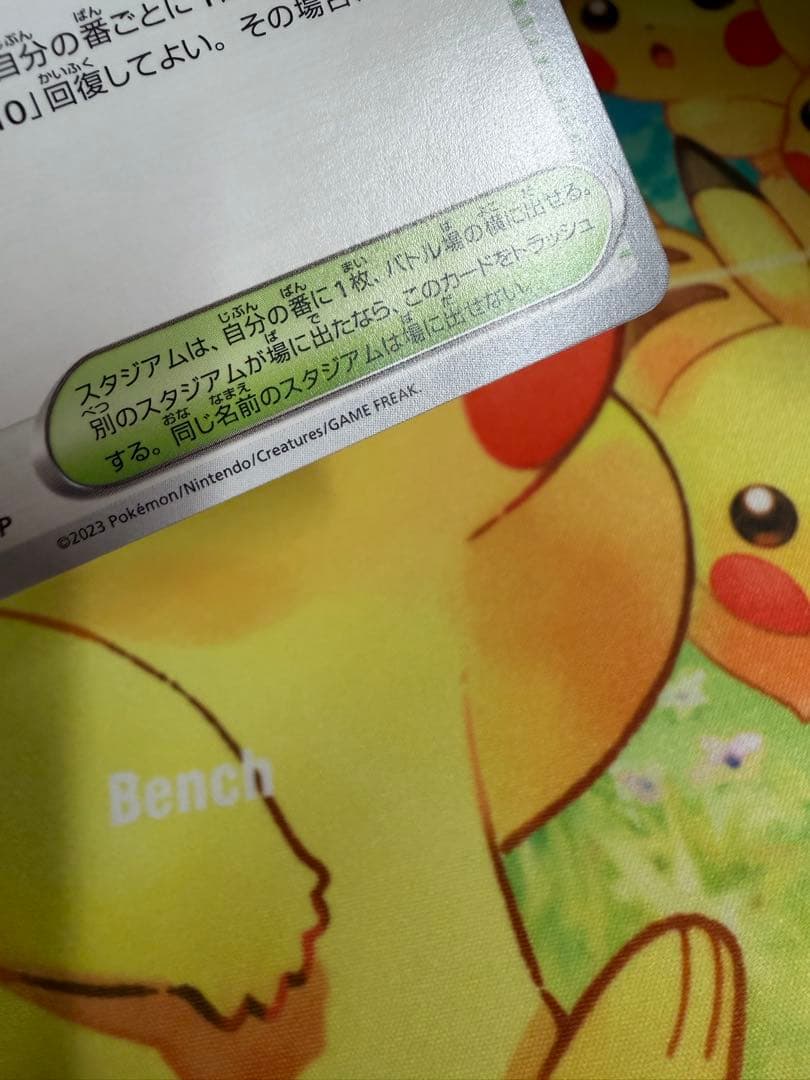 自分の番ごとに1
10」回復してよい。その場合、
スタジアムは、自分の番に1枚、バトル場の横に出せる。
別のスタジアムが場に出たなら、このカードをトラッシュ
する。同じ名前のスタジアムは場に出せない。
P
©2023 Pokémon/Nintendo/Creatures/GAME FREAK.
Bench